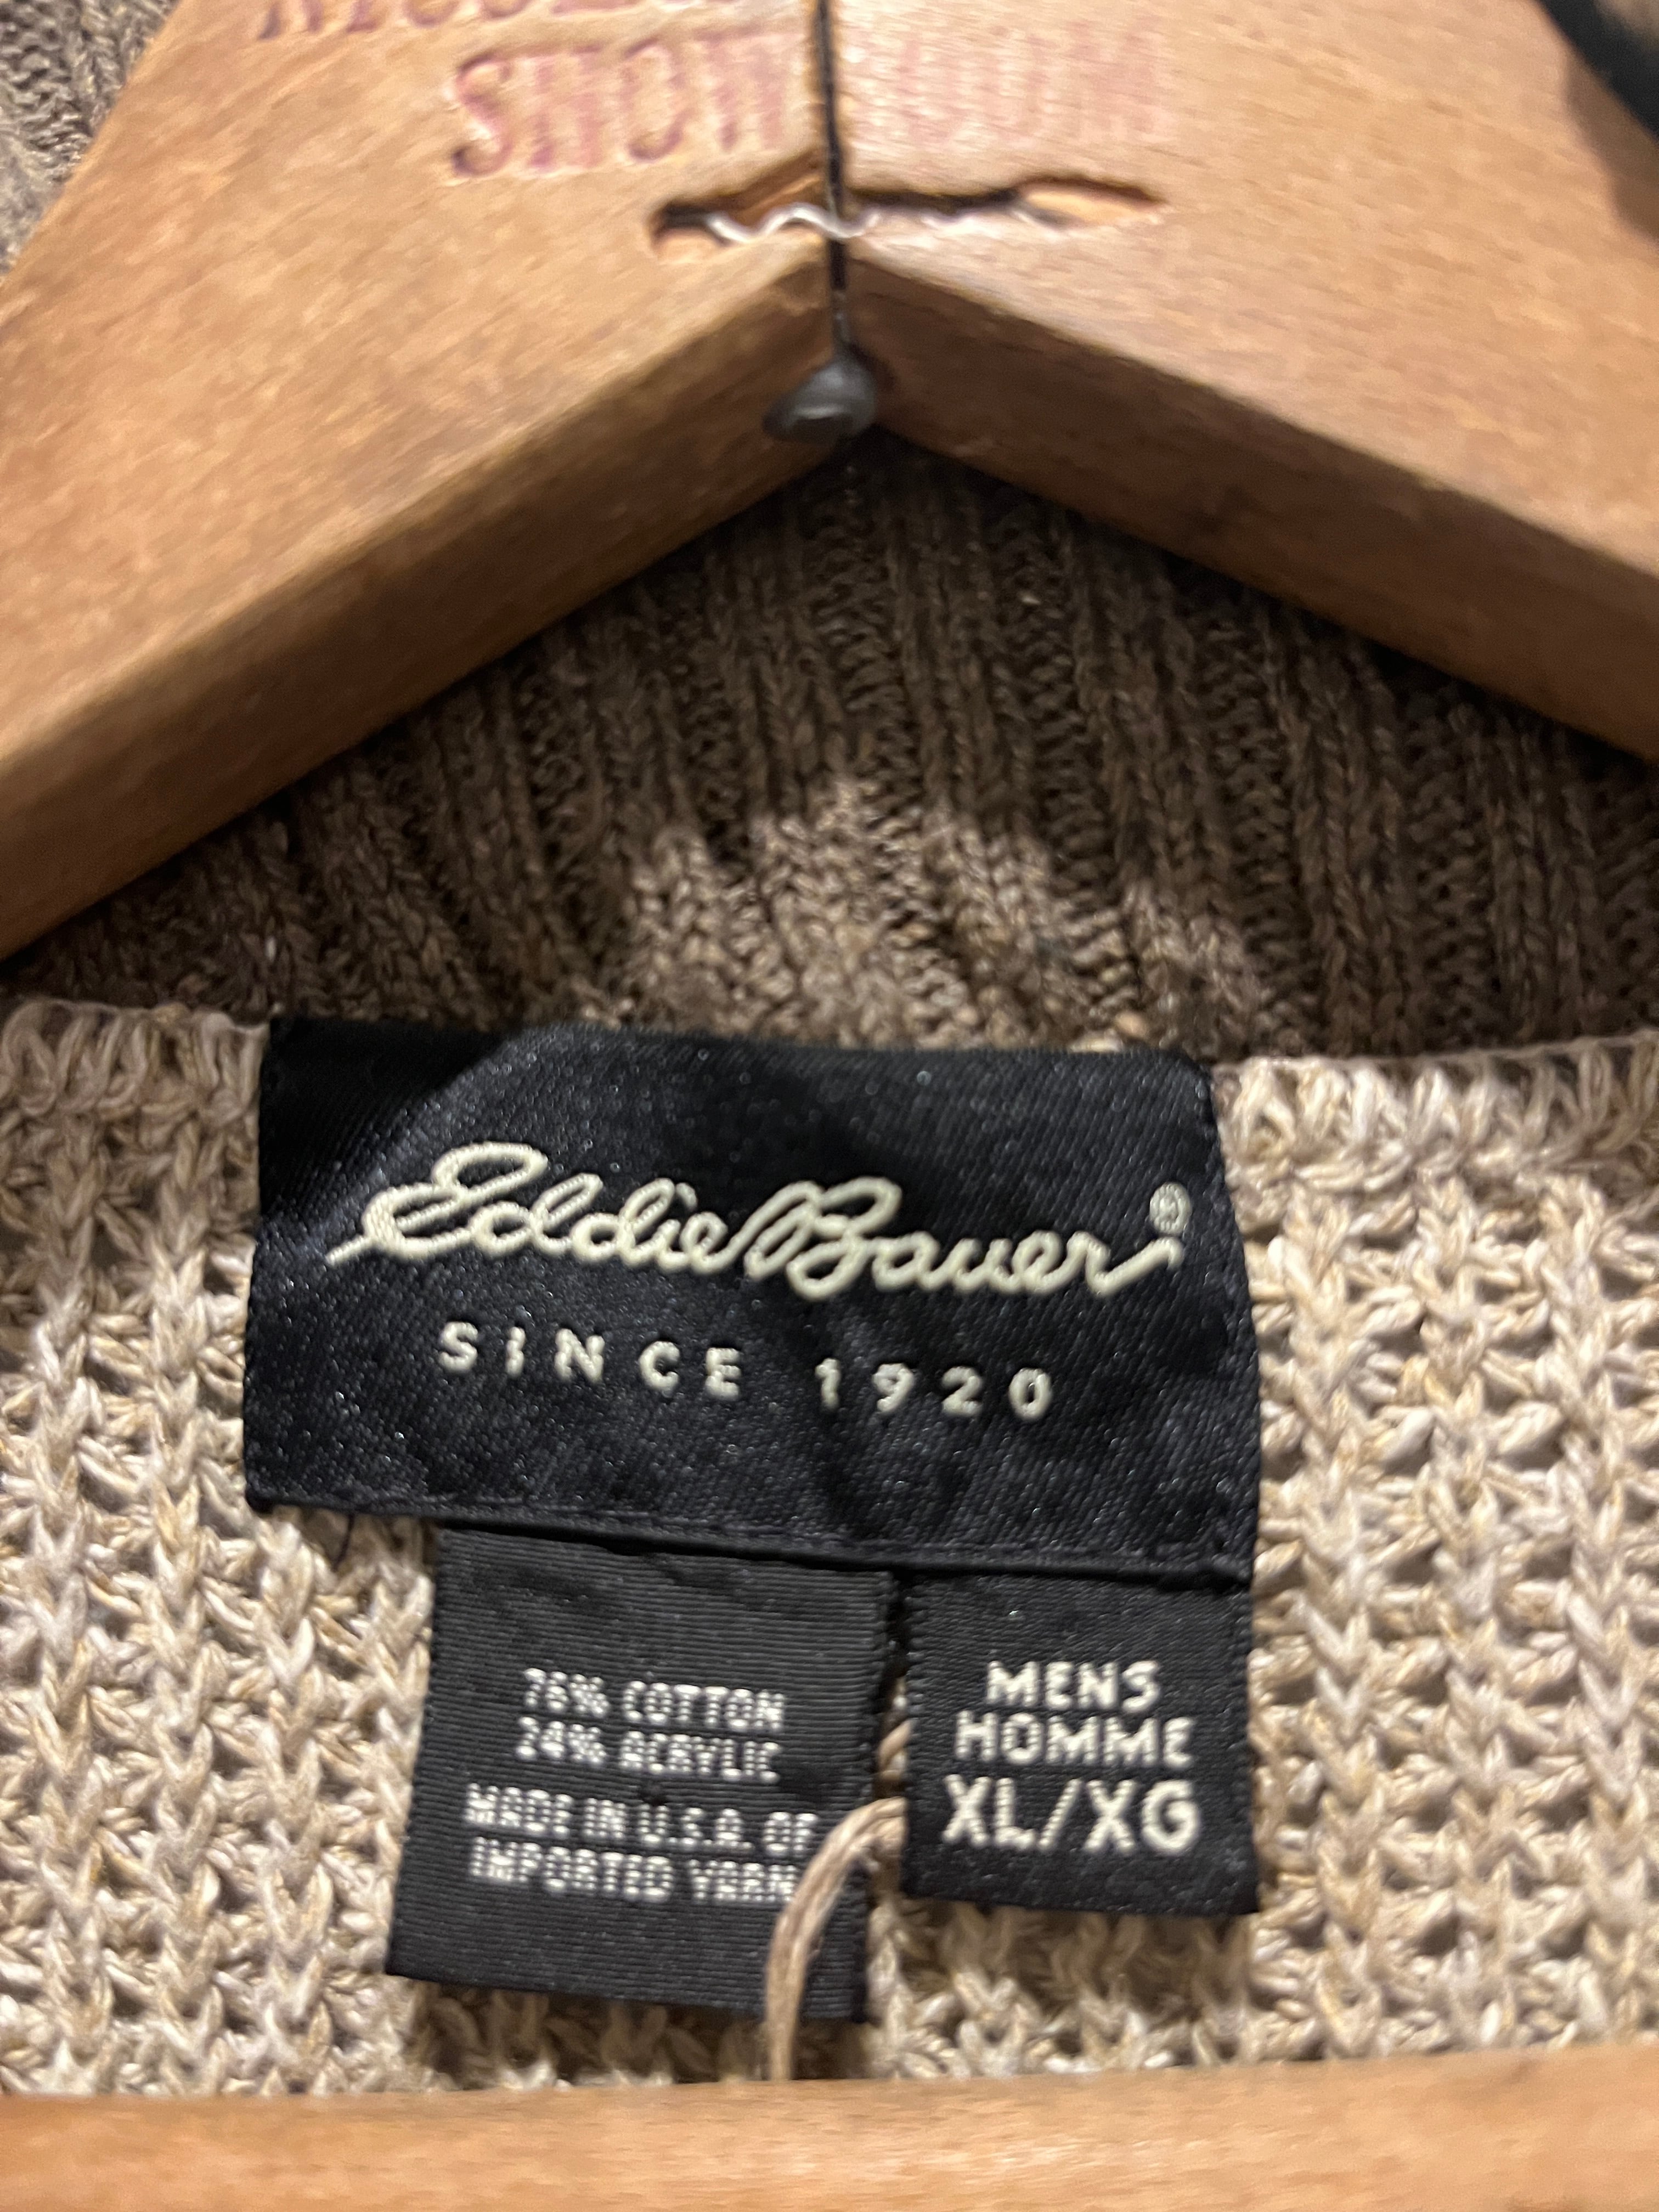 SHOWROOM
Eddie Bauer®
SINCE 1920
76% COTTON
24% ACRYLIC
MADE IN U.S.A. OF
IMPORTED YARN
MENS
HOMME
XL/XG